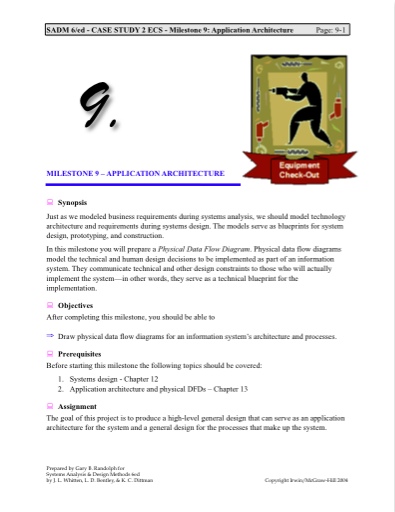 SADM 6/ed - CASE STUDY 2 ECS - Milestone 9: Application Architecture Page: 9-1
9.
Equipment
Check-Out
MILESTONE 9 – APPLICATION ARCHITECTURE
Synopsis
Just as we modeled business requirements during systems analysis, we should model technology
architecture and requirements during systems design. The models serve as blueprints for system
design, prototyping, and construction.
In this milestone you will prepare a Physical Data Flow Diagram. Physical data flow diagrams
model the technical and human design decisions to be implemented as part of an information
system. They communicate technical and other design constraints to those who will actually
implement the system—in other words, they serve as a technical blueprint for the
implementation.
Objectives
After completing this milestone, you should be able to
⇒ Draw physical data flow diagrams for an information system's architecture and processes.
Prerequisites
Before starting this milestone the following topics should be covered:
1. Systems design - Chapter 12
2. Application architecture and physical DFDs – Chapter 13
Assignment
The goal of this project is to produce a high-level general design that can serve as an application
architecture for the system and a general design for the processes that make up the system.
Prepared by Gary B. Randolph for
Systems Analysis & Design Methods 6ed
by J. L. Whitten, L. D. Bentley, & K. C. Dittman Copyright Irwin/McGraw-Hill 2004